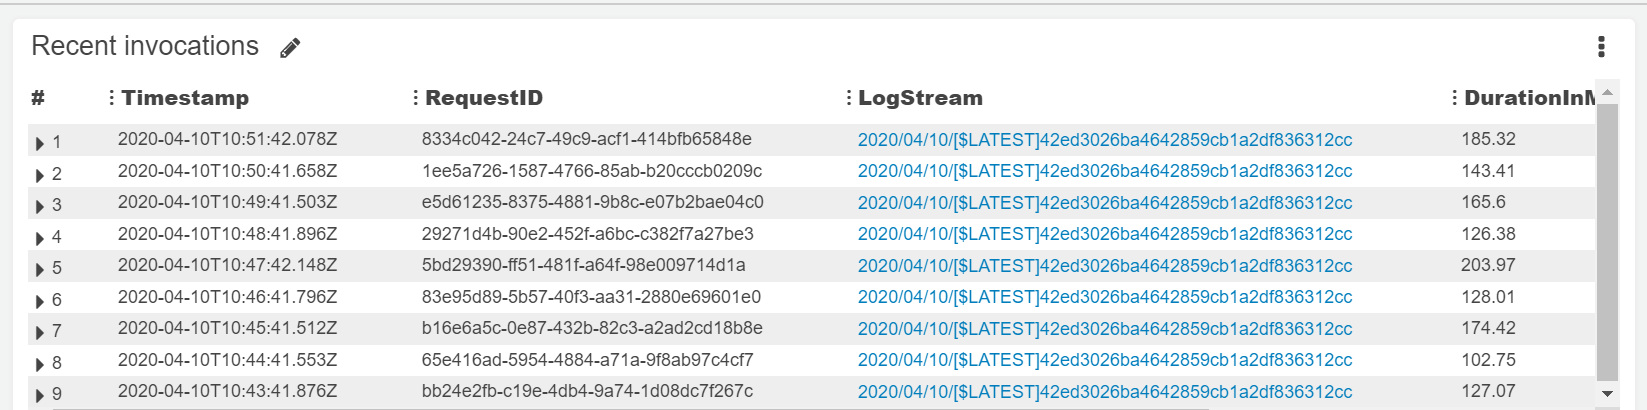 Recent invocations
# Timestamp RequestID LogStream DurationInM
1 2020-04-10T10:51:42.078Z 8334c042-24c7-49c9-acf1-414bfb65848e 2020/04/10/[$LATEST]42ed3026ba4642859cb1a2df836312cc 185.32
2 2020-04-10T10:50:41.658Z 1ee5a726-1587-4766-85ab-b20cccb0209c 2020/04/10/[$LATEST]42ed3026ba4642859cb1a2df836312cc 143.41
3 2020-04-10T10:49:41.503Z e5d61235-8375-4881-9b8c-e07b2bae04c0 2020/04/10/[$LATEST]42ed3026ba4642859cb1a2df836312cc 165.6
4 2020-04-10T10:48:41.896Z 29271d4b-90e2-452f-a6bc-c382f7a27be3 2020/04/10/[$LATEST]42ed3026ba4642859cb1a2df836312cc 126.38
5 2020-04-10T10:47:42.148Z 5bd29390-ff51-481f-a64f-98e009714d1a 2020/04/10/[$LATEST]42ed3026ba4642859cb1a2df836312cc 203.97
6 2020-04-10T10:46:41.796Z 83e95d89-5b57-40f3-aa31-2880e69601e0 2020/04/10/[$LATEST]42ed3026ba4642859cb1a2df836312cc 128.01
7 2020-04-10T10:45:41.512Z b16e6a5c-0e87-432b-82c3-a2ad2cd18b8e 2020/04/10/[$LATEST]42ed3026ba4642859cb1a2df836312cc 174.42
8 2020-04-10T10:44:41.553Z 65e416ad-5954-4884-a71a-9f8ab97c4cf7 2020/04/10/[$LATEST]42ed3026ba4642859cb1a2df836312cc 102.75
9 2020-04-10T10:43:41.876Z bb24e2fb-c19e-4db4-9a74-1d08dc7f267c 2020/04/10/[$LATEST]42ed3026ba4642859cb1a2df836312cc 127.07